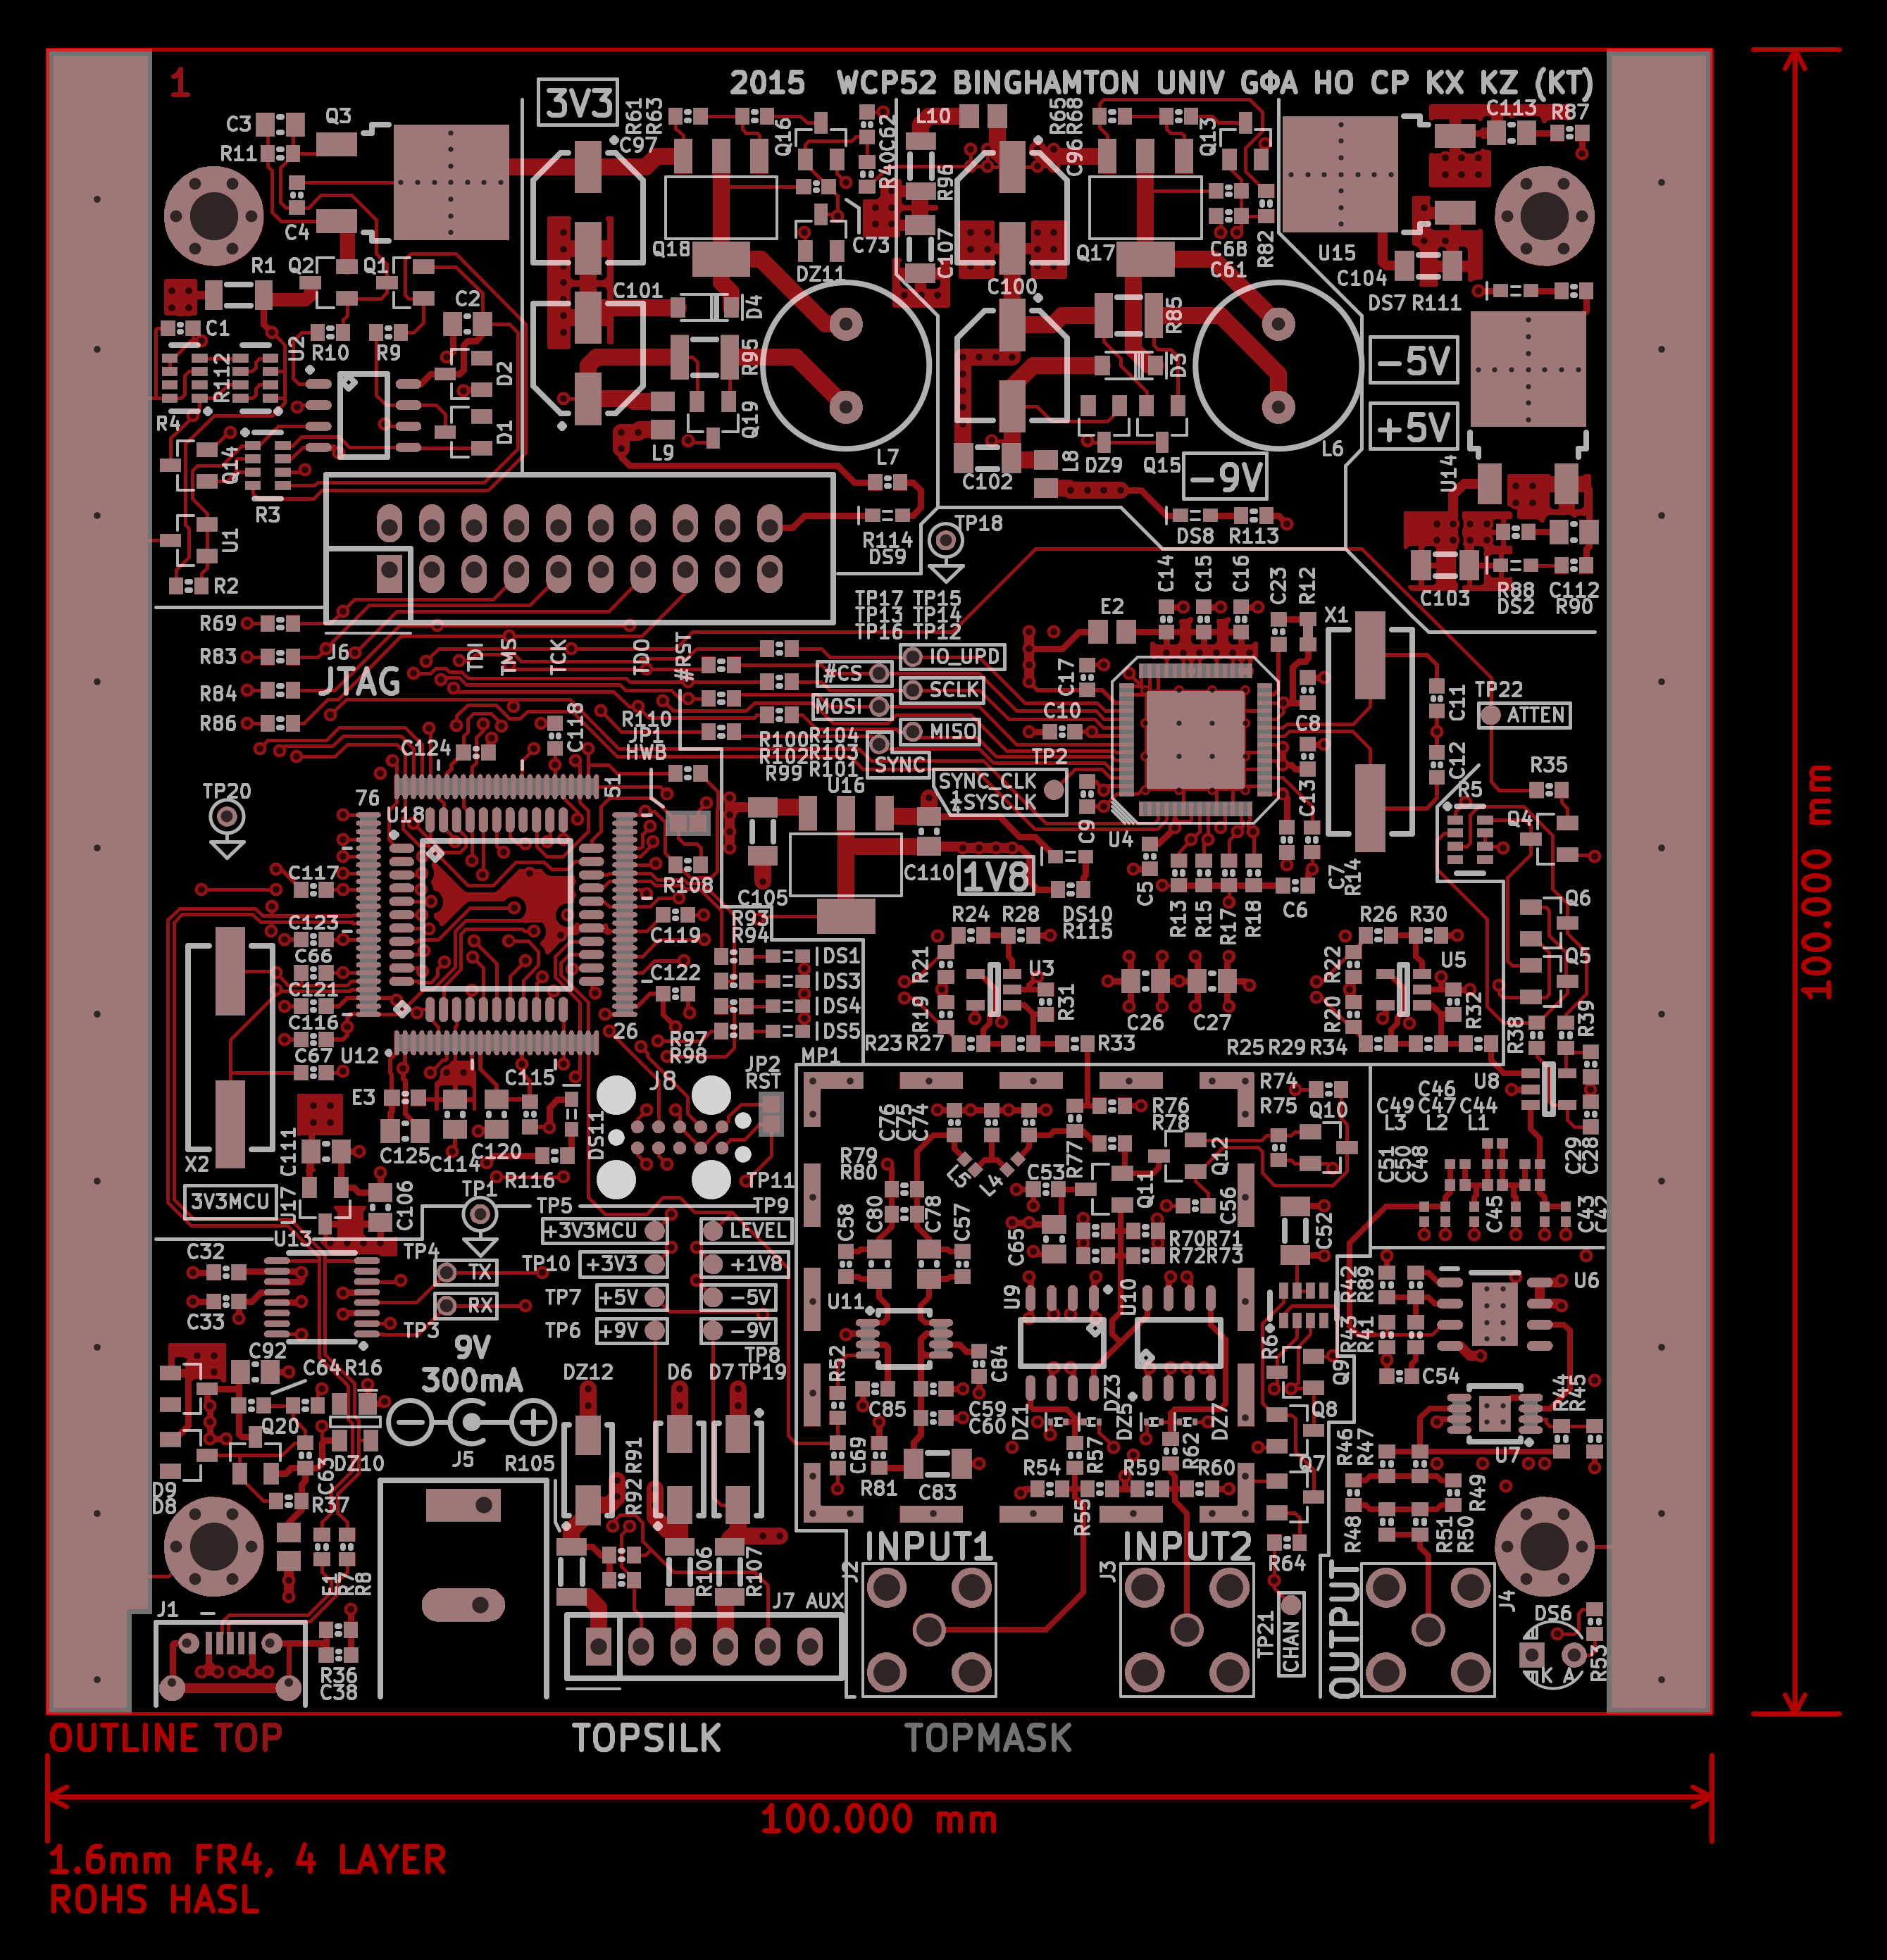 1
2015 WCP52 BINGHAMTON UNIV GΦA HO CP KX KZ (KT)
3V3
C3
Q3
R11
C4
R61
R63
C97
Q16
C62
R40
L10
R96
R65
R68
C96
Q13
C113
R87
Q18
C73
DZ11
C107
Q17
C68
C61
R82
U15
C104
DS7
R111
R1
Q2
Q1
C1
C2
R10
R9
U2
R112
R4
D2
D1
C101
D4
R95
Q19
L9
C100
R85
D3
L6
-5V
+5V
Q14
R3
U1
R2
L7
R114
DS9
C102
L8
DZ9
Q15
-9V
U14
TP18
DS8
R113
C103
R88
DS2
C112
R90
R69
R83
R84
R86
J6
JTAG
TDI
TMS
TCK
TDO
#RST
TP17 TP15
TP13 TP14
TP16 TP12
#CS
IO_UPD
SCLK
MOSI
MISO
SYNC
E2
C14
C15
C16
C23
R12
X1
C17
C10
C8
C13
C11
C12
TP22
ATTEN
R110
JP1
HWB
R100
R102
R99
R104
R103
R101
TP2
SYNC_CLK
SYSCLK
C124
C118
TP20
76
51
U18
U16
C9
U4
C5
R35
R5
Q4
C117
C123
C66
C121
C116
C67
U12
26
R108
C105
C110
1V8
DS10
R115
R13
R15
R17
R18
C6
C7
R14
C119
C122
R93
R94
DS1
DS3
DS4
DS5
R97
R98
R24
R28
R21
R19
U3
R31
R23
R27
R33
C26
C27
R26
R30
R22
R20
U5
R32
R25
R29
R34
Q6
Q5
R38
R39
U8
X2
E3
C111
C125
C114
C115
C120
R116
DS11
J8
JP2
RST
TP11
MP1
C76
C75
C74
R76
R78
R77
R74
R75
Q10
C49
C46
C47
C44
L3
L2
L1
C29
C28
R79
R80
L5
L4
C53
Q11
Q12
C56
C51
C50
C48
C45
C43
C42
3V3MCU
U17
C106
TP1
TP5
TP9
+3V3MCU
LEVEL
TP10
+3V3
+1V8
TP7
+5V
-5V
TP6
+9V
-9V
TP8
C58
C80
C78
C57
C65
R70
R71
R72
R73
C52
U13
C32
C33
TP4
TX
RX
TP3
9V
300mA
U11
U9
U10
R42
R89
R43
R41
U6
C92
C64
R16
DZ12
D6
D7
TP19
R52
C84
C85
C59
C60
DZ1
DZ3
DZ5
DZ7
R6
Q9
C54
R44
R45
Q20
C63
DZ10
J5
R105
D9
D8
R37
R92
R91
C69
R81
C83
R54
R57
R59
R62
R60
R55
Q8
Q7
R46
R47
U7
R49
R48
R51
R50
R64
E1
R7
R8
R106
R107
INPUT1
J2
INPUT2
J3
OUTPUT
J4
TP21
CHAN
DS6
K A
R53
J1
R36
C38
J7 AUX
OUTLINE TOP
TOPSILK
TOPMASK
100.000 mm
100.000 mm
1.6mm FR4, 4 LAYER
ROHS HASL